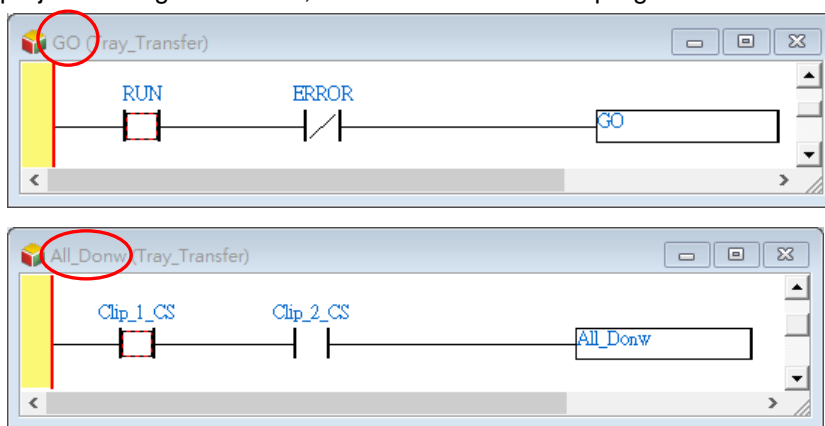 GO (Tray_Transfer)
RUN ERROR
GO
All_Donw (Tray_Transfer)
Clip_1_CS Clip_2_CS
All_Donw